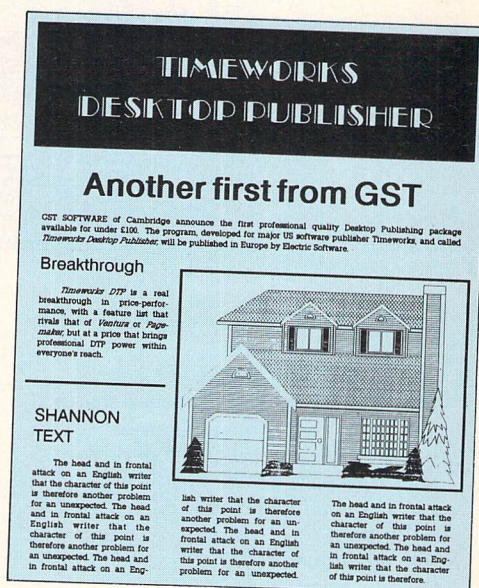 TIMEWORKS
DESKTOP PUBLISHER
Another first from GST
GST SOFTWARE of Cambridge announce the first professional quality Desktop Publishing package
available for under £100. The program, developed for major US software publisher Timeworks, and called
Timeworks Desktop Publisher, will be published in Europe by Electric Software.
Breakthrough
Timeworks DTP is a real
breakthrough in price-perfor-
mance, with a feature list that
rivals that of Ventura or Page-
maker, but at a price that brings
professional DTP power within
everyone's reach.
SHANNON
TEXT
The head and in frontal
attack on an English writer
that the character of this point
is therefore another problem
for an unexpected. The head
and in frontal attack on an
English writer that the
character of this point is
therefore another problem for
an unexpected. The head and
in frontal attack on an Eng-
lish writer that the character
of this point is therefore
another problem for an un-
expected. The head and in
frontal attack on an English
writer that the character of
this point is therefore another
problem for an unexpected.
The head and in frontal attack
on an English writer that the
character of this point is
therefore another problem for
an unexpected. The head and
in frontal attack on an Eng-
lish writer that the character
of this point is therefore.